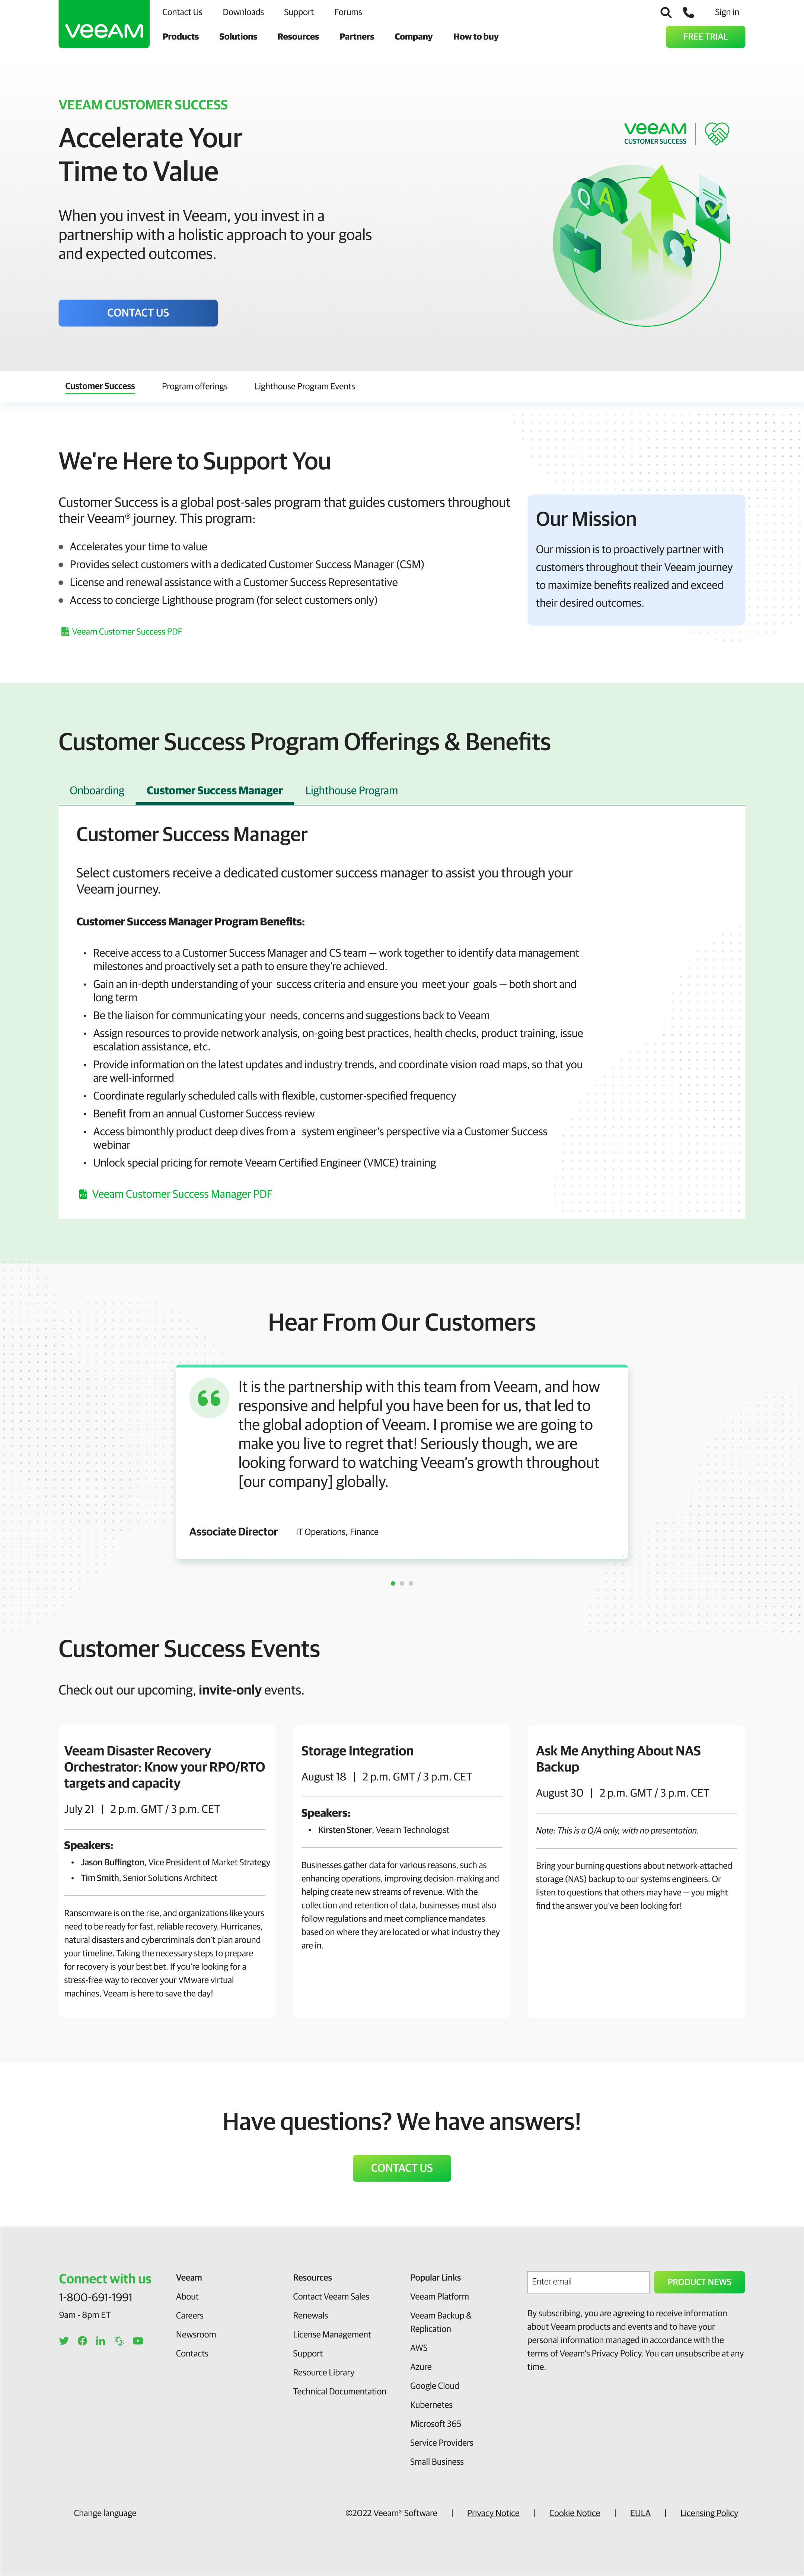 veeAM
Contact Us Downloads Support Forums Sign in
Products Solutions Resources Partners Company How to buy FREE TRIAL
VEEAM CUSTOMER SUCCESS
Accelerate Your
Time to Value
When you invest in Veeam, you invest in a
partnership with a holistic approach to your goals
and expected outcomes.
CONTACT US
veeAM
CUSTOMER SUCCESS
Q A
Customer Success Program offerings Lighthouse Program Events
We're Here to Support You
Customer Success is a global post-sales program that guides customers throughout
their Veeam® journey. This program:
Accelerates your time to value
Provides select customers with a dedicated Customer Success Manager (CSM)
License and renewal assistance with a Customer Success Representative
Access to concierge Lighthouse program (for select customers only)
Veeam Customer Success PDF
Our Mission
Our mission is to proactively partner with
customers throughout their Veeam journey
to maximize benefits realized and exceed
their desired outcomes.
Customer Success Program Offerings & Benefits
Onboarding Customer Success Manager Lighthouse Program
Customer Success Manager
Select customers receive a dedicated customer success manager to assist you through your
Veeam journey.
Customer Success Manager Program Benefits:
• Receive access to a Customer Success Manager and CS team — work together to identify data management
milestones and proactively set a path to ensure they're achieved.
• Gain an in-depth understanding of your success criteria and ensure you meet your goals — both short and
long term
• Be the liaison for communicating your needs, concerns and suggestions back to Veeam
• Assign resources to provide network analysis, on-going best practices, health checks, product training, issue
escalation assistance, etc.
• Provide information on the latest updates and industry trends, and coordinate vision road maps, so that you
are well-informed
• Coordinate regularly scheduled calls with flexible, customer-specified frequency
• Benefit from an annual Customer Success review
• Access bimonthly product deep dives from a system engineer's perspective via a Customer Success
webinar
• Unlock special pricing for remote Veeam Certified Engineer (VMCE) training
Veeam Customer Success Manager PDF
Hear From Our Customers
It is the partnership with this team from Veeam, and how
responsive and helpful you have been for us, that led to
the global adoption of Veeam. I promise we are going to
make you live to regret that! Seriously though, we are
looking forward to watching Veeam's growth throughout
[our company] globally.
Associate Director IT Operations, Finance
Customer Success Events
Check out our upcoming, invite-only events.
Veeam Disaster Recovery
Orchestrator: Know your RPO/RTO
targets and capacity
July 21 | 2 p.m. GMT / 3 p.m. CET
Speakers:
• Jason Buffington, Vice President of Market Strategy
• Tim Smith, Senior Solutions Architect
Ransomware is on the rise, and organizations like yours
need to be ready for fast, reliable recovery. Hurricanes,
natural disasters and cybercriminals don't plan around
your timeline. Taking the necessary steps to prepare
for recovery is your best bet. If you're looking for a
stress-free way to recover your VMware virtual
machines, Veeam is here to save the day!
Storage Integration
August 18 | 2 p.m. GMT / 3 p.m. CET
Speakers:
• Kirsten Stoner, Veeam Technologist
Businesses gather data for various reasons, such as
enhancing operations, improving decision-making and
helping create new streams of revenue. With the
collection and retention of data, businesses must also
follow regulations and meet compliance mandates
based on where they are located or what industry they
are in.
Ask Me Anything About NAS
Backup
August 30 | 2 p.m. GMT / 3 p.m. CET
Note: This is a Q/A only, with no presentation.
Bring your burning questions about network-attached
storage (NAS) backup to our systems engineers. Or
listen to questions that others may have — you might
find the answer you've been looking for!
Have questions? We have answers!
CONTACT US
Connect with us
1-800-691-1991
9am - 8pm ET
Veeam
About
Careers
Newsroom
Contacts
Resources
Contact Veeam Sales
Renewals
License Management
Support
Resource Library
Technical Documentation
Popular Links
Veeam Platform
Veeam Backup &
Replication
AWS
Azure
Google Cloud
Kubernetes
Microsoft 365
Service Providers
Small Business
Enter email PRODUCT NEWS
By subscribing, you are agreeing to receive information
about Veeam products and events and to have your
personal information managed in accordance with the
terms of Veeam's Privacy Policy. You can unsubscribe at any
time.
Change language ©2022 Veeam® Software | Privacy Notice | Cookie Notice | EULA | Licensing Policy